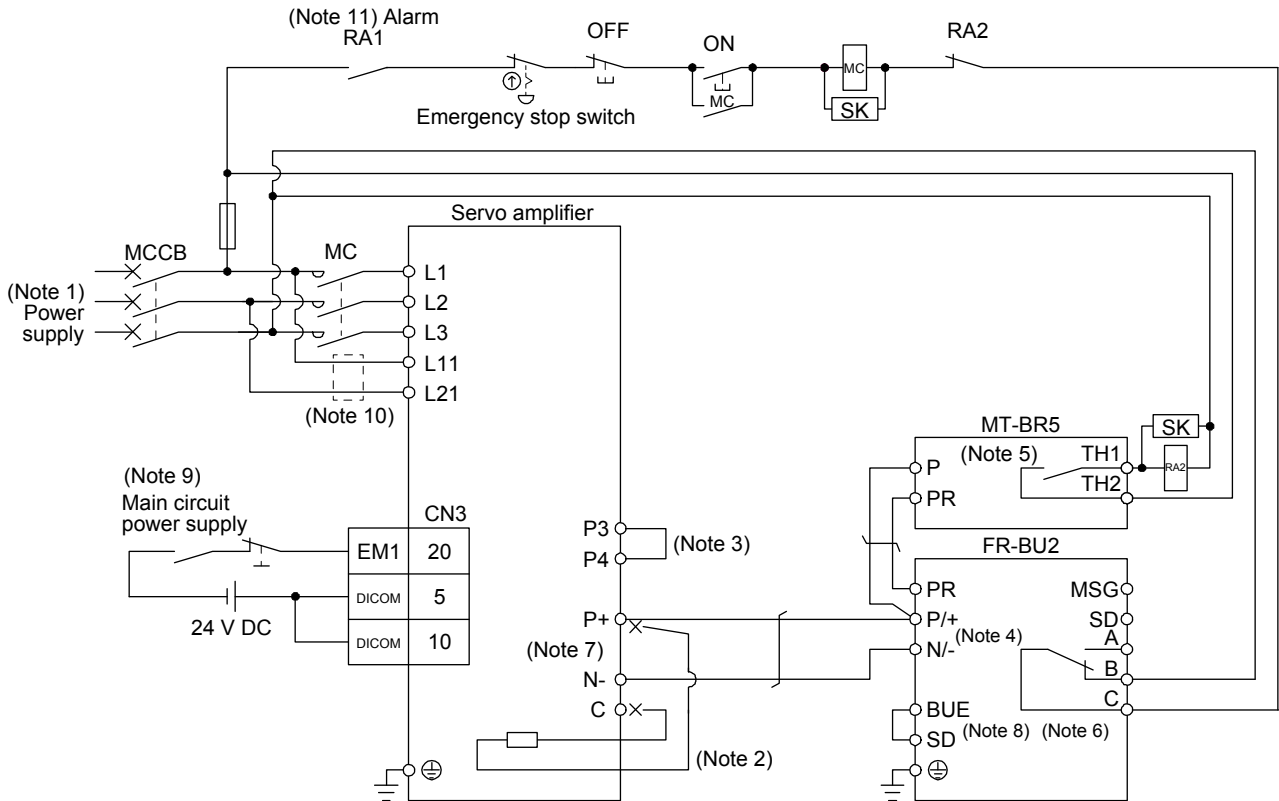 (Note 11) Alarm
RA1
OFF
ON
RA2
MC
MC
SK
Emergency stop switch
Servo amplifier
MCCB
MC
(Note 1)
Power
supply
L1
L2
L3
L11
L21
(Note 10)
MT-BR5
SK
(Note 5)
TH1
RA2
TH2
P
PR
(Note 9)
Main circuit
power supply
CN3
EM1
20
DICOM
5
DICOM
10
24 V DC
P3
P4
(Note 3)
P+
(Note 7)
N-
C
(Note 2)
FR-BU2
PR
MSG
P/+
SD
(Note 4)
A
N/-
B
C
BUE
(Note 8)
(Note 6)
SD